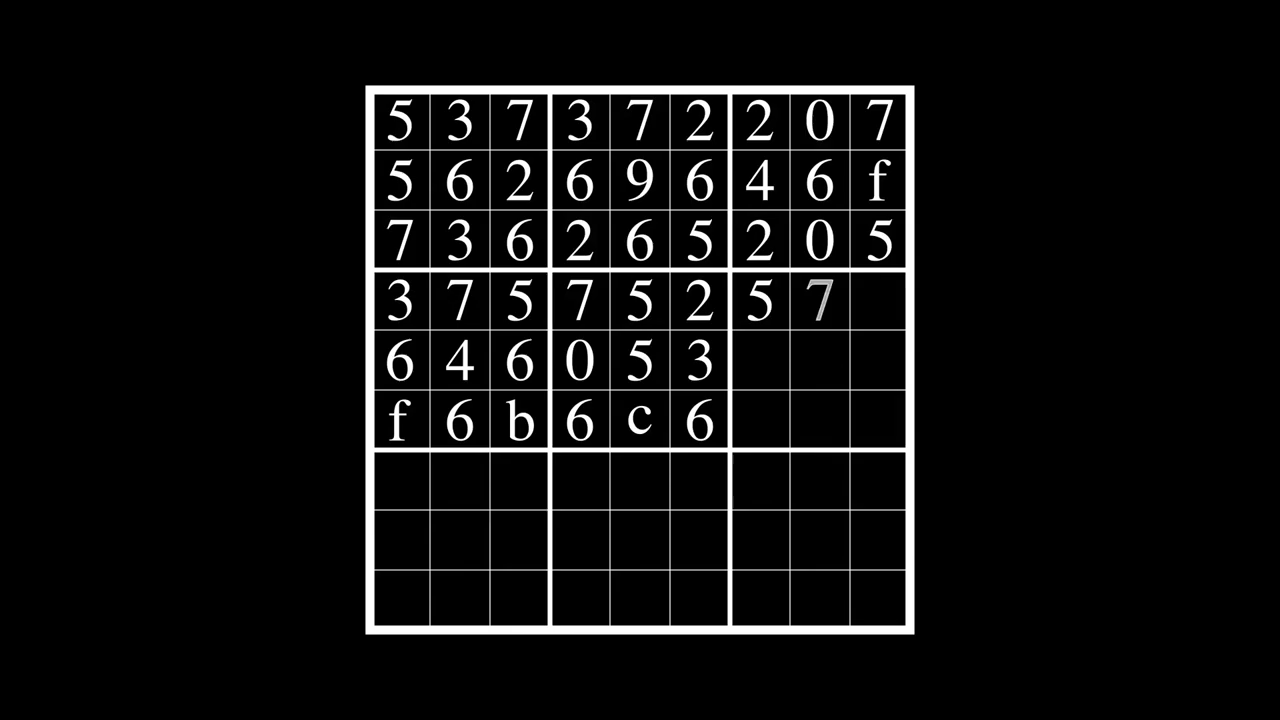 5 3 7 3 7 2 2 0 7
5 6 2 6 9 6 4 6 f
7 3 6 2 6 5 2 0 5
3 7 5 7 5 2 5 7
6 4 6 0 5 3
f 6 b 6 c 6